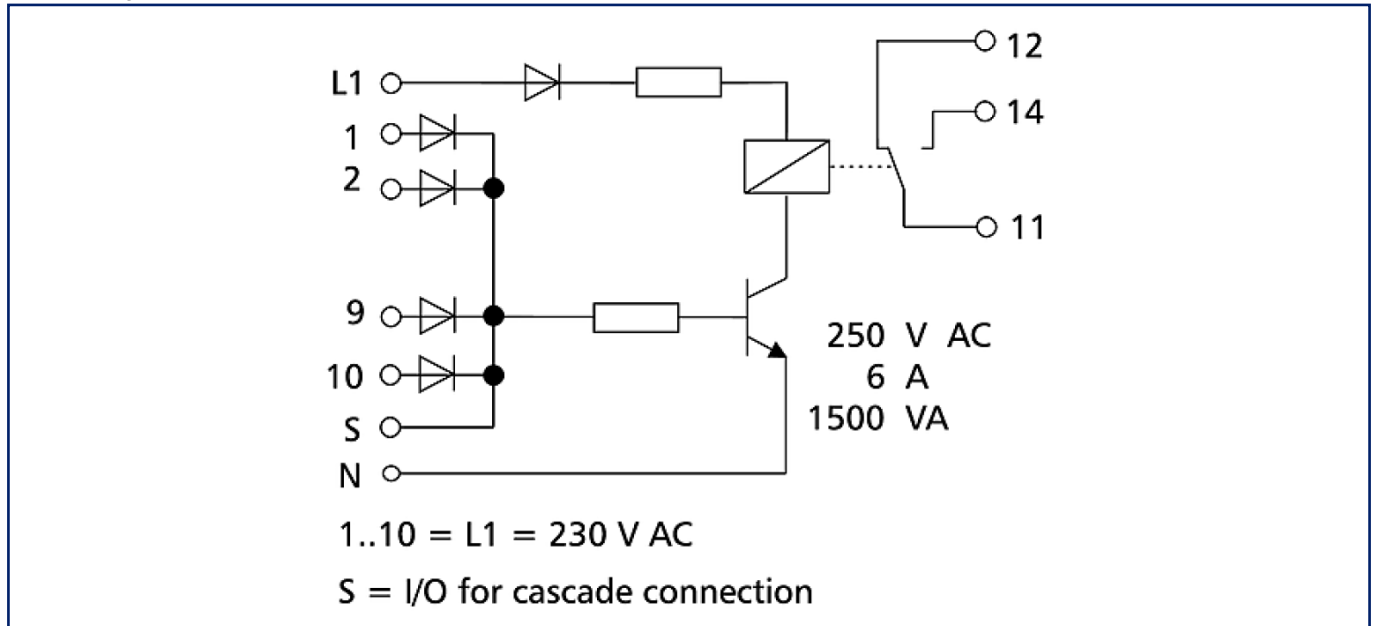 L1
1
2
9
10
S
N
12
14
11
250 V AC
6 A
1500 VA
1..10 = L1 = 230 V AC
S = I/O for cascade connection